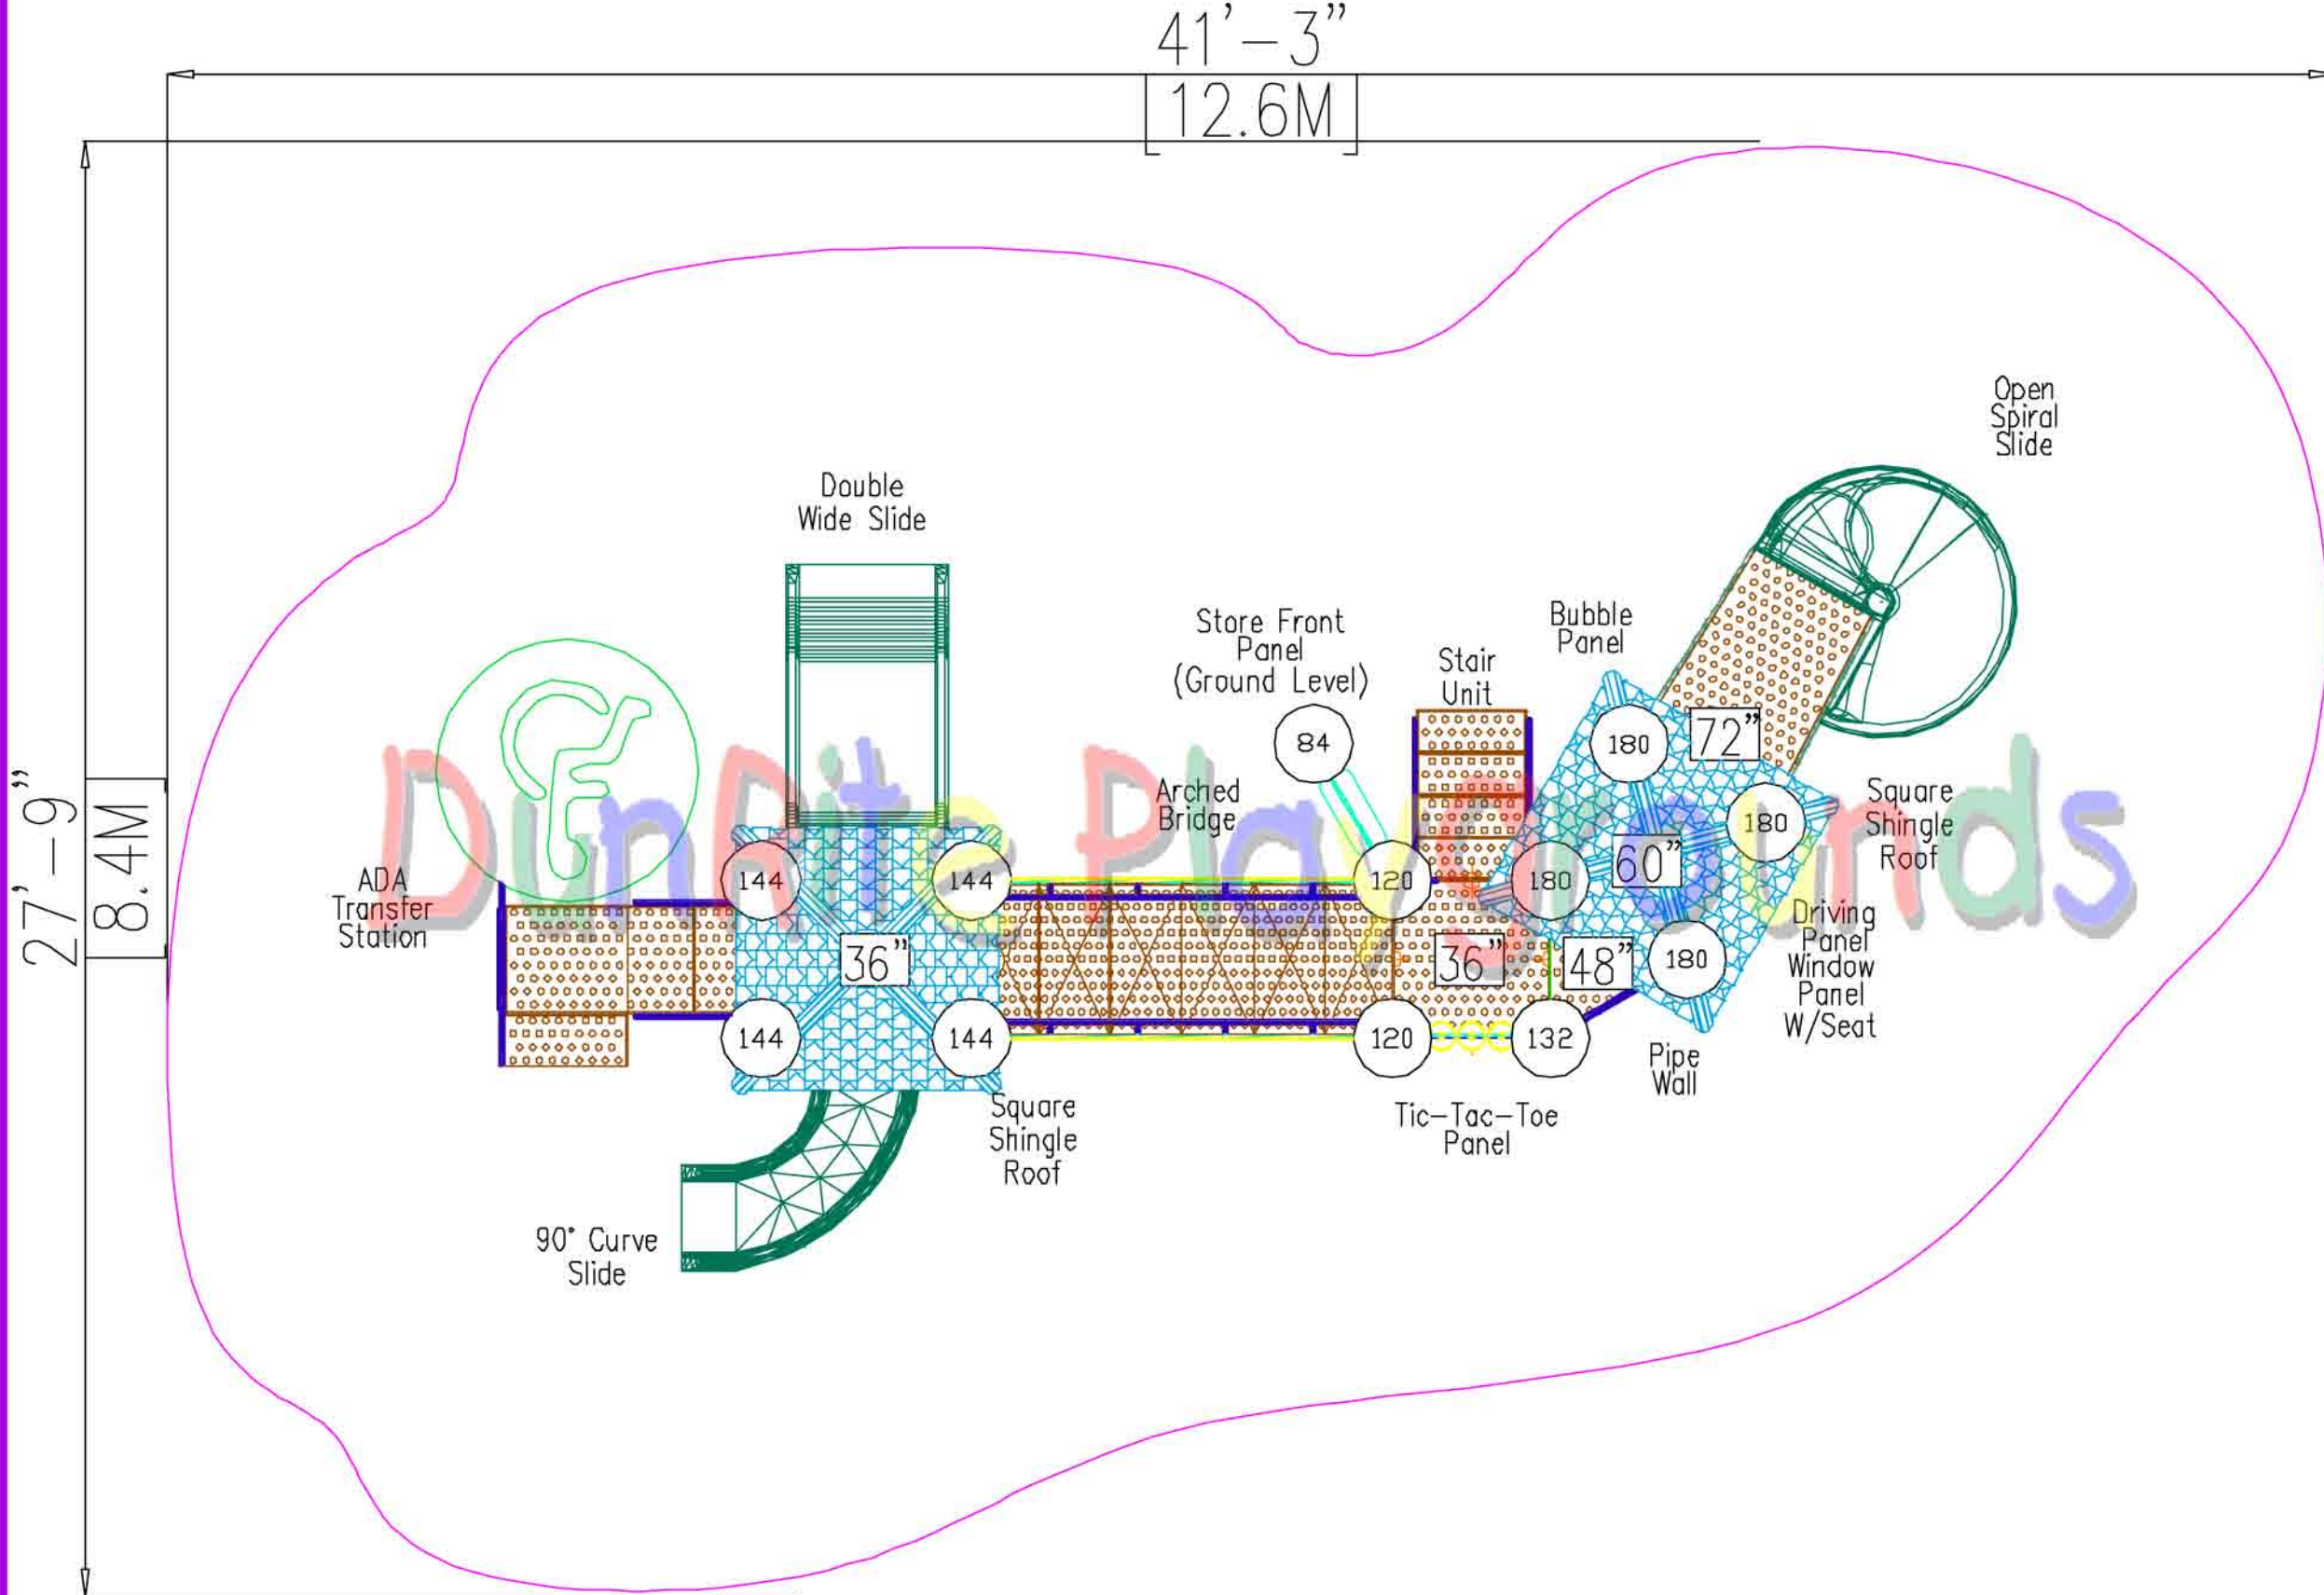 41'-3"
12.6M
27'-9"
8.4M
Open
Spiral
Slide
Double
Wide Slide
Store Front
Panel
(Ground Level)
Bubble
Panel
Stair
Unit
84
180
72"
Arched
Bridge
Square
Shingle
Roof
180
DunRite Playgrounds
ADA
Transfer
Station
144
144
120
180
60"
36"
36"
48"
180
Driving
Panel
Window
Panel
W/Seat
144
144
120
132
Pipe
Wall
Square
Shingle
Roof
Tic-Tac-Toe
Panel
90° Curve
Slide